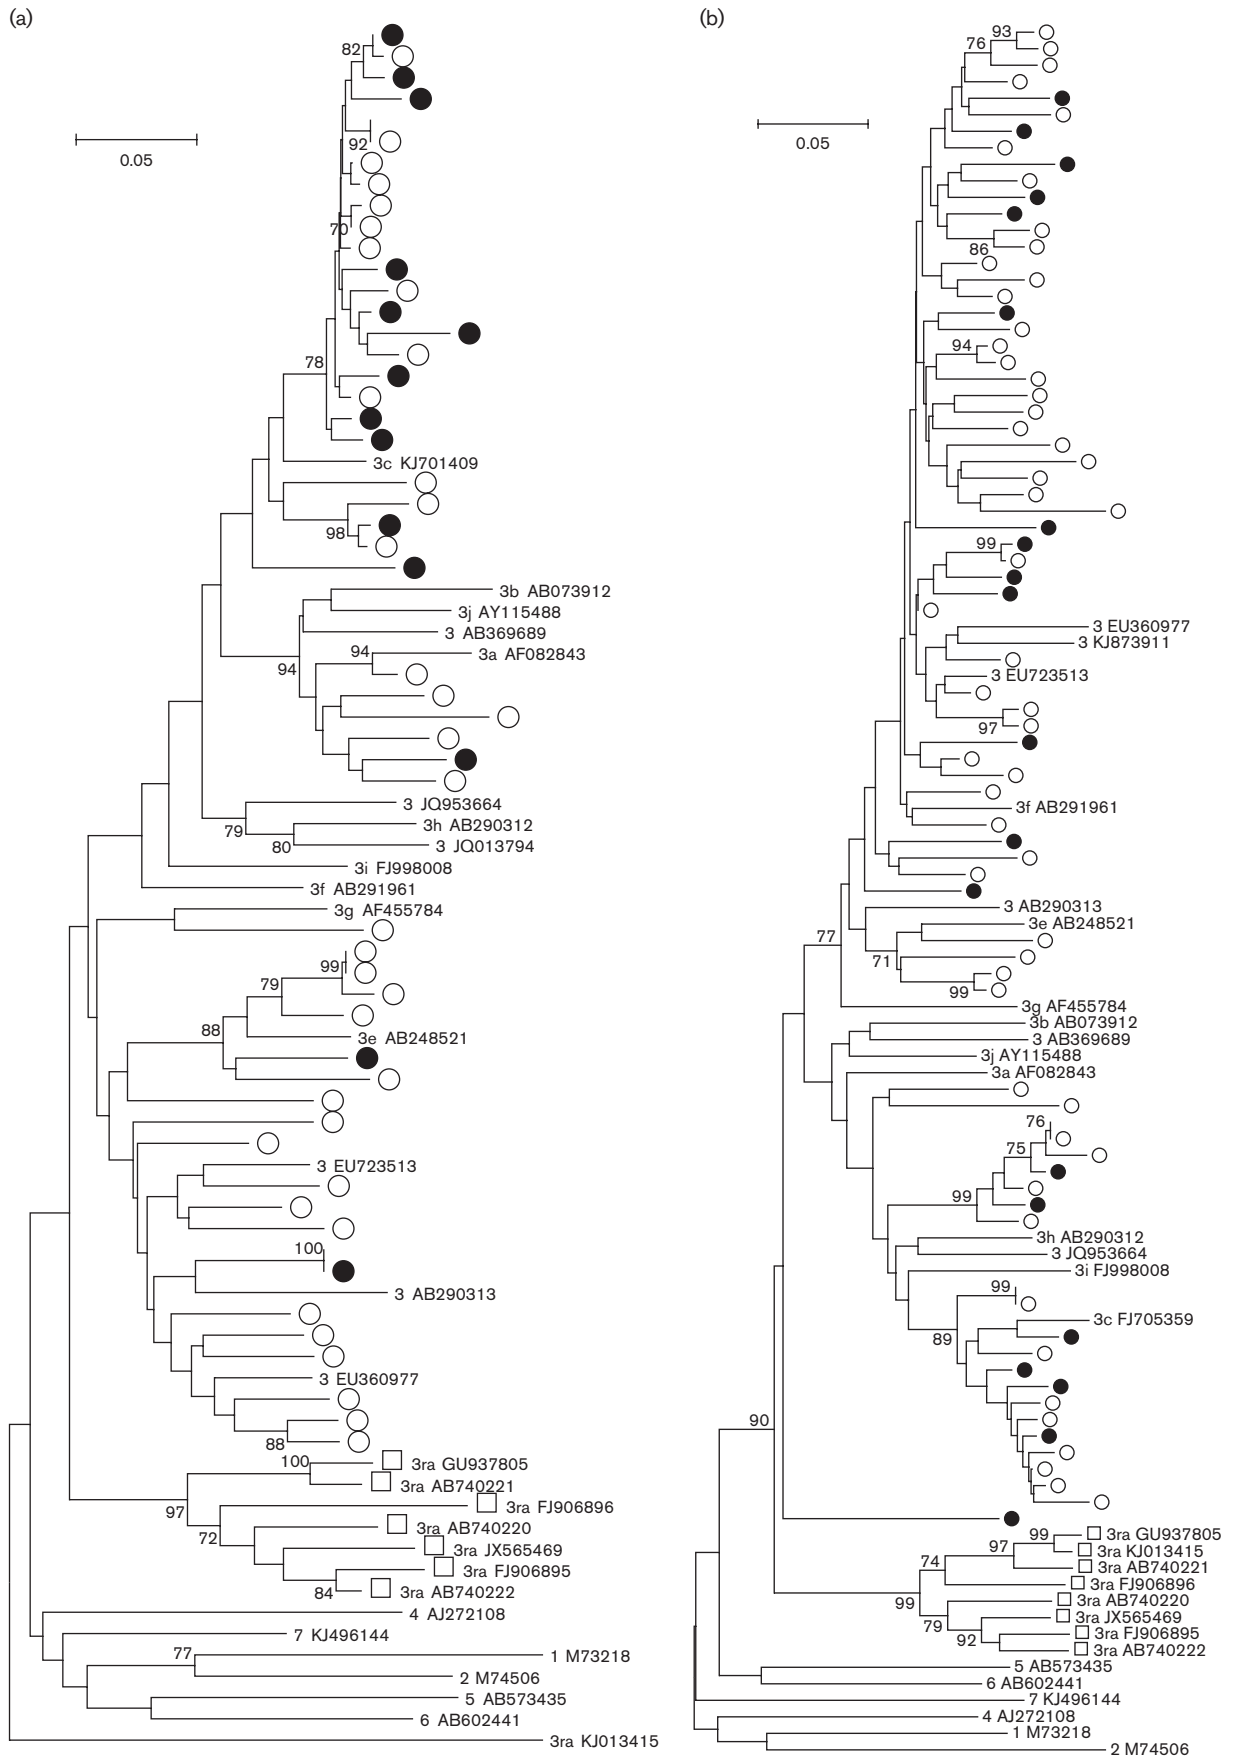 (a)
82
0.05
92
70
78
3c KJ701409
98
3b AB073912
3j AY115488
3 AB369689
94
3a AF082843
94
3 JQ953664
79
3h AB290312
80
3 JQ013794
3i FJ998008
3f AB291961
3g AF455784
99
79
88
3e AB248521
3 EU723513
100
3 AB290313
3 EU360977
88
100
3ra GU937805
3ra AB740221
97
3ra FJ906896
72
3ra AB740220
3ra JX565469
3ra FJ906895
84
3ra AB740222
4 AJ272108
7 KJ496144
77
1 M73218
2 M74506
5 AB573435
6 AB602441
3ra KJ013415
(b)
93
76
0.05
86
94
99
3 EU360977
3 KJ873911
3 EU723513
97
3f AB291961
3 AB290313
3e AB248521
77
71
99
3g AF455784
3b AB073912
3 AB369689
3j AY115488
3a AF082843
76
75
99
3h AB290312
3 JQ953664
3i FJ998008
99
3c FJ705359
89
90
99
3ra GU937805
97
3ra KJ013415
74
3ra AB740221
3ra FJ906896
99
3ra AB740220
79
3ra JX565469
92
3ra FJ906895
3ra AB740222
5 AB573435
6 AB602441
7 KJ496144
4 AJ272108
1 M73218
2 M74506